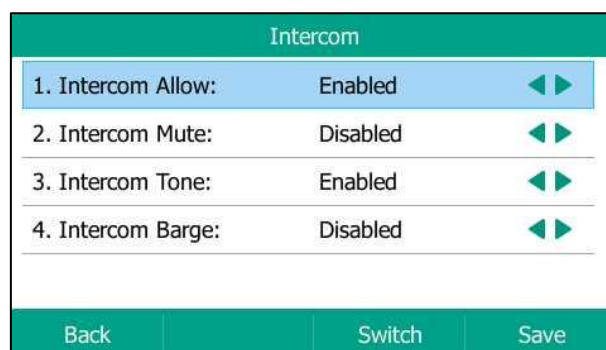 Intercom
1. Intercom Allow: Enabled
2. Intercom Mute: Disabled
3. Intercom Tone: Enabled
4. Intercom Barge: Disabled
Back Switch Save